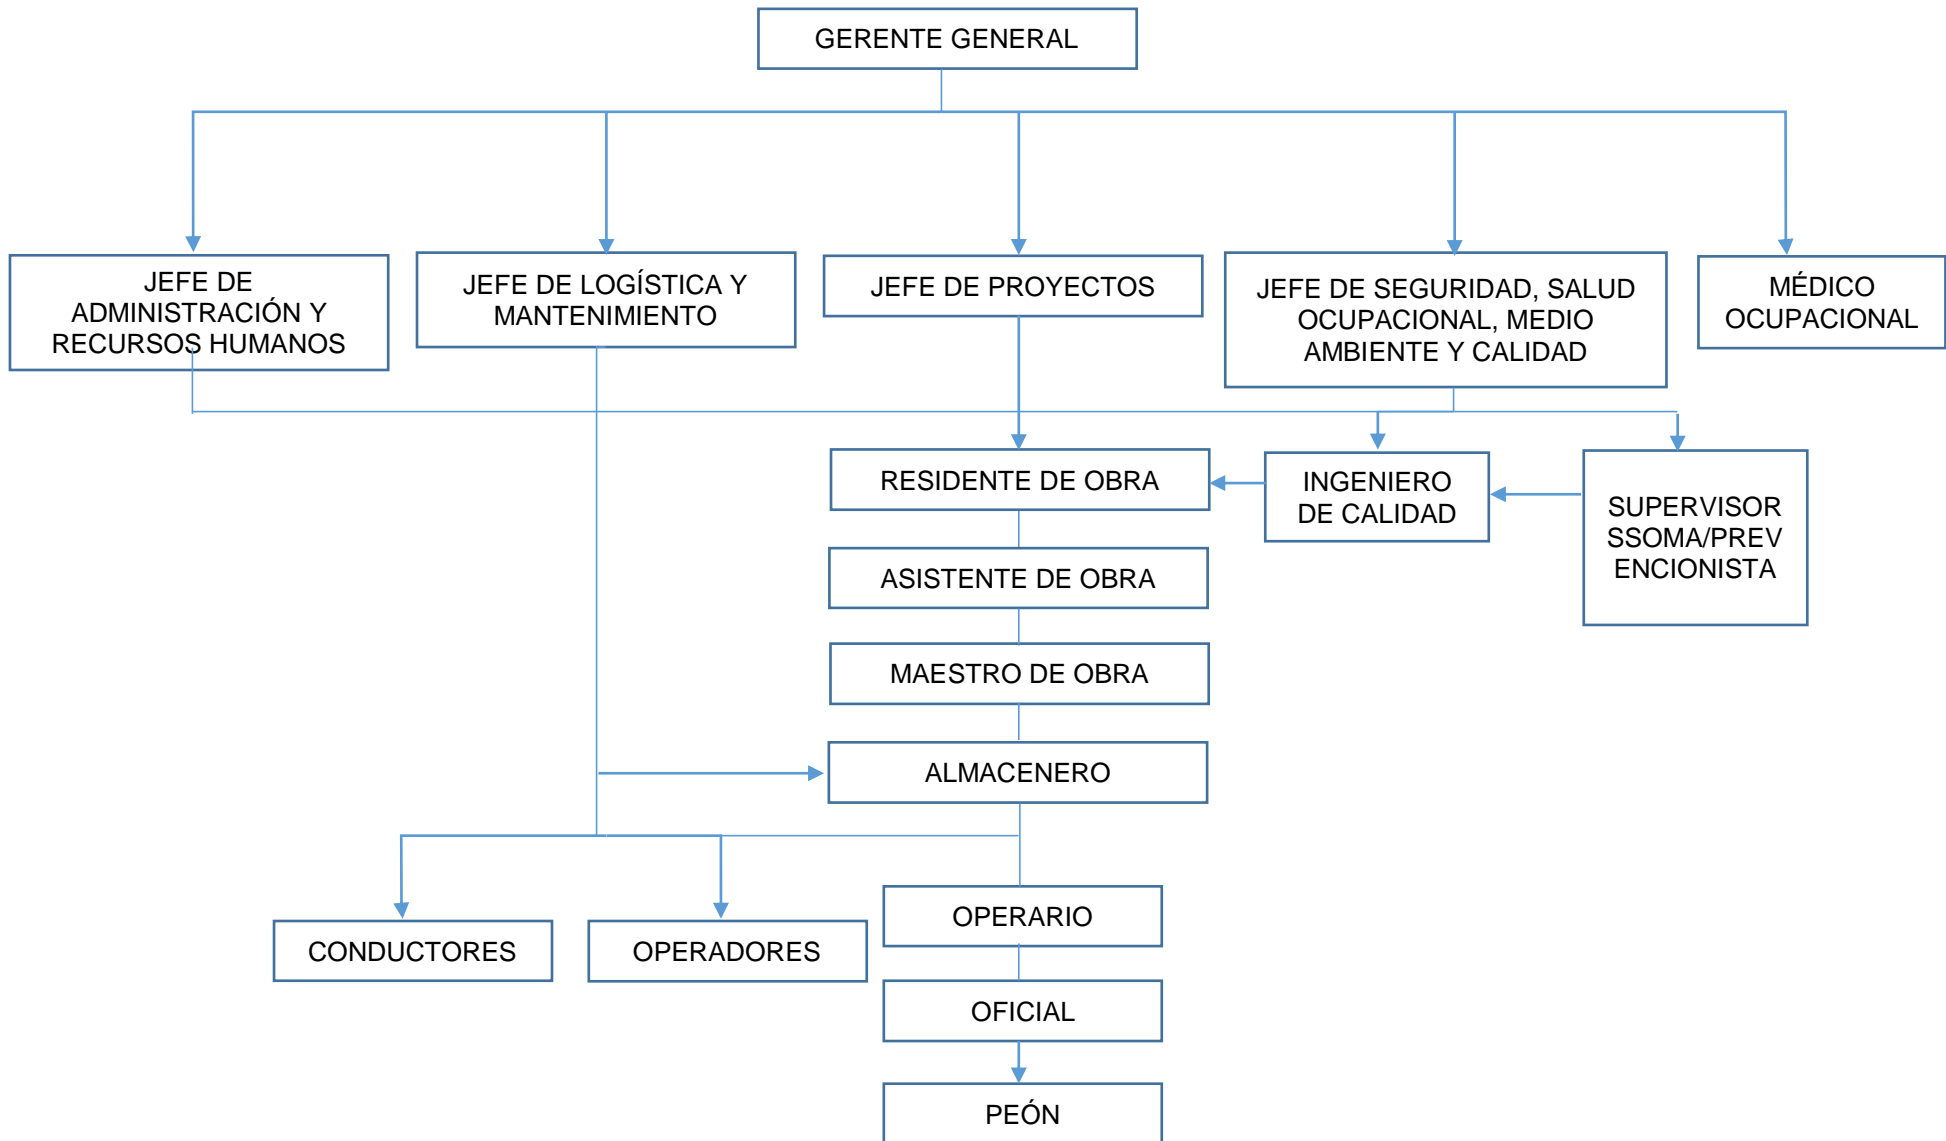 GERENTE GENERAL
JEFE DE
ADMINISTRACIÓN Y
RECURSOS HUMANOS
JEFE DE LOGÍSTICA Y
MANTENIMIENTO
JEFE DE PROYECTOS
JEFE DE SEGURIDAD, SALUD
OCUPACIONAL, MEDIO
AMBIENTE Y CALIDAD
MÉDICO
OCUPACIONAL
RESIDENTE DE OBRA
INGENIERO
DE CALIDAD
SUPERVISOR
SSOMA/PREV
ENCIONISTA
ASISTENTE DE OBRA
MAESTRO DE OBRA
ALMACENERO
CONDUCTORES
OPERADORES
OPERARIO
OFICIAL
PEÓN